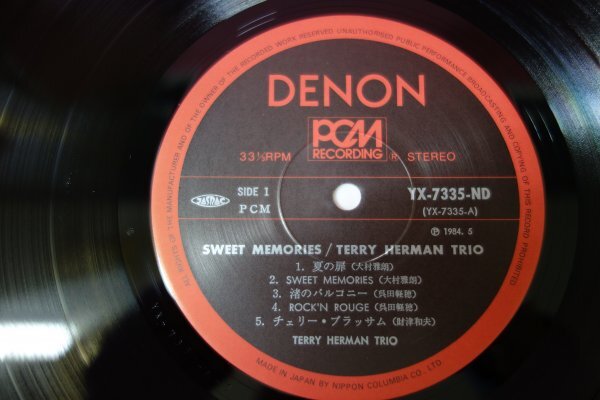 ALL RIGHTS OF THE MANUFACTURER AND OF THE OWNER OF THE RECORDED WORK RESERVED UNAUTHORISED PUBLIC PERFORMANCE BROADCASTING AND COPYING OF THIS RECORD PROHIBITED
DENON
PCM
RECORDING
33⅓RPM ® STEREO
SIDE 1
YX-7335-ND
JASRAC
PCM
(YX-7335-A)
℗ 1984. 5
SWEET MEMORIES / TERRY HERMAN TRIO
1. 夏の扉 (大村雅朗)
2. SWEET MEMORIES (大村雅朗)
3. 渚のバルコニー (呉田軽穂)
4. ROCK'N ROUGE (呉田軽穂)
5. チェリー・ブラッサム (財津和夫)
TERRY HERMAN TRIO
MADE IN JAPAN BY NIPPON COLUMBIA CO. LTD.